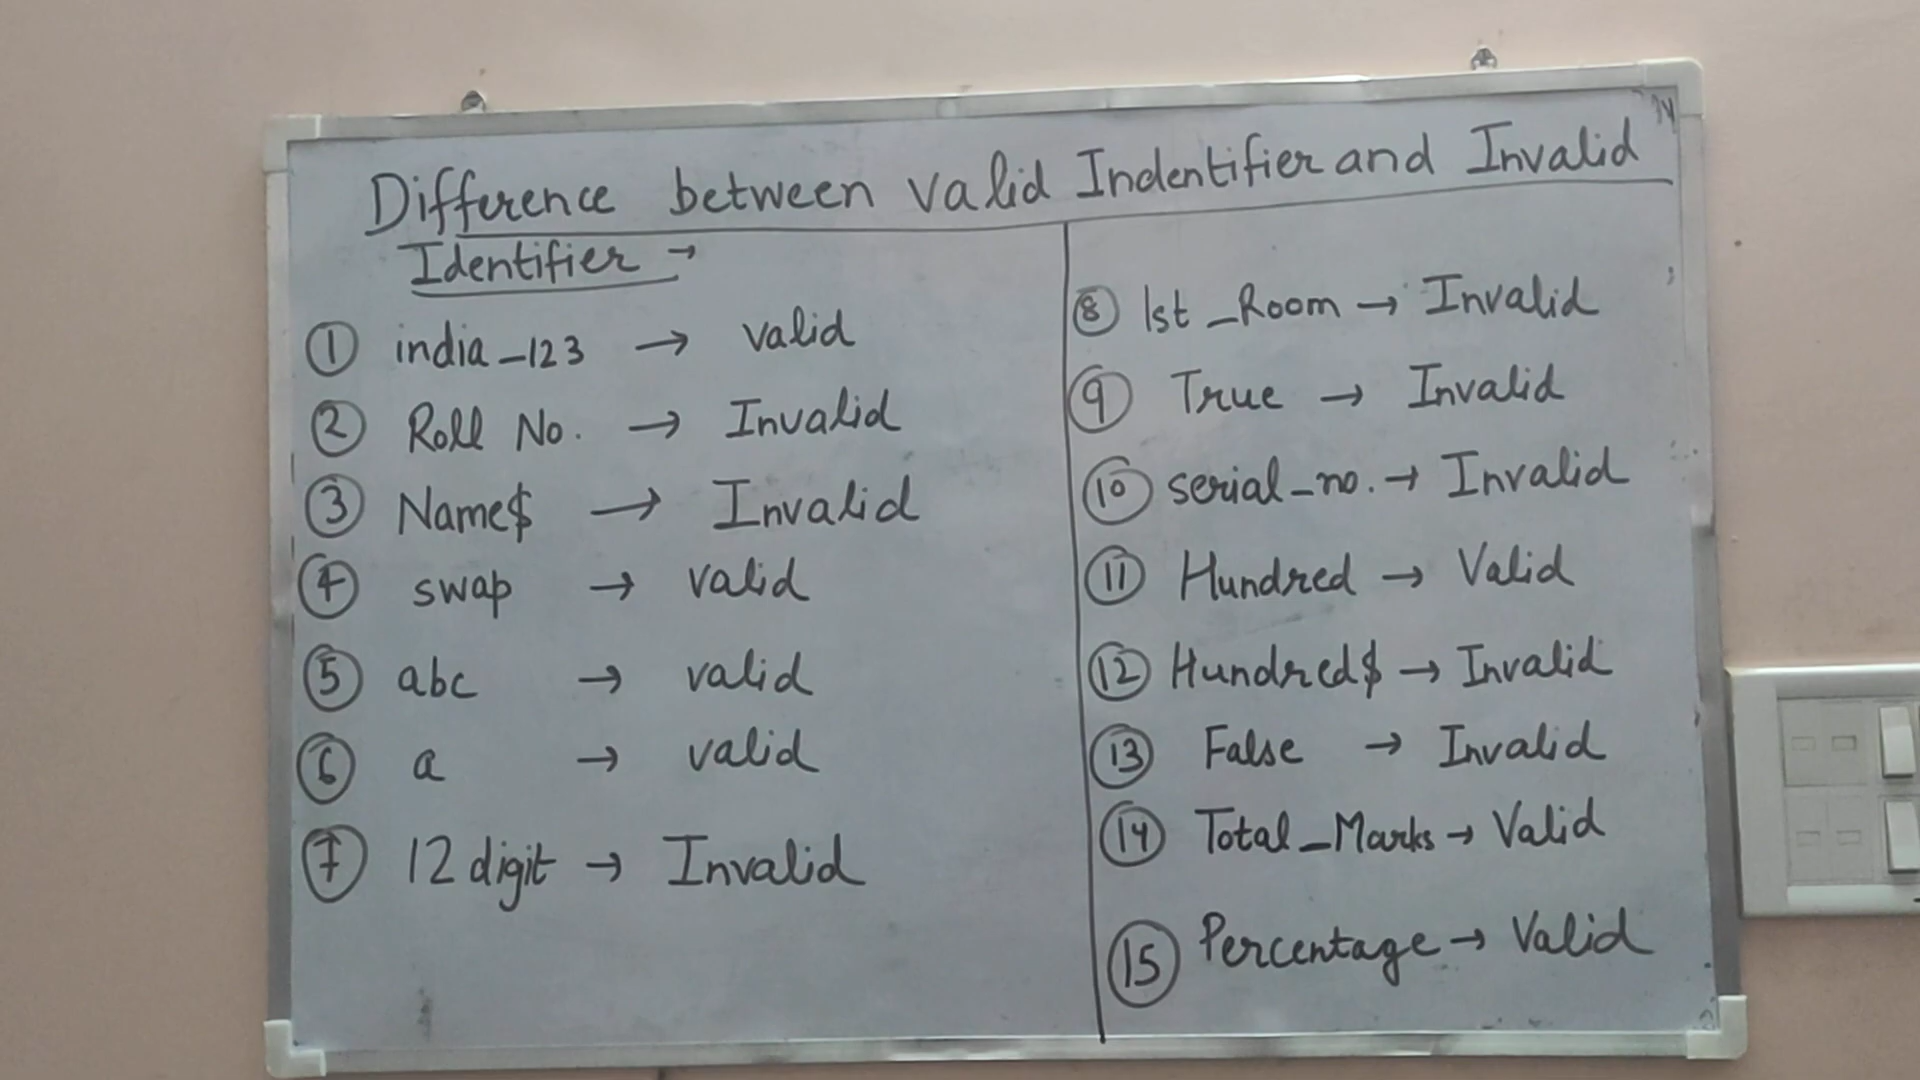 Difference between valid Indentifier and Invalid
Identifier →
① india_123 → valid
② Roll No. → Invalid
③ Name$ → Invalid
④ swap → valid
⑤ abc → valid
⑥ a → valid
⑦ 12 digit → Invalid
⑧ 1st_Room → Invalid
⑨ True → Invalid
⑩ serial_no. → Invalid
⑪ Hundred → Valid
⑫ Hundred$ → Invalid
⑬ False → Invalid
⑭ Total_Marks → Valid
⑮ Percentage → Valid